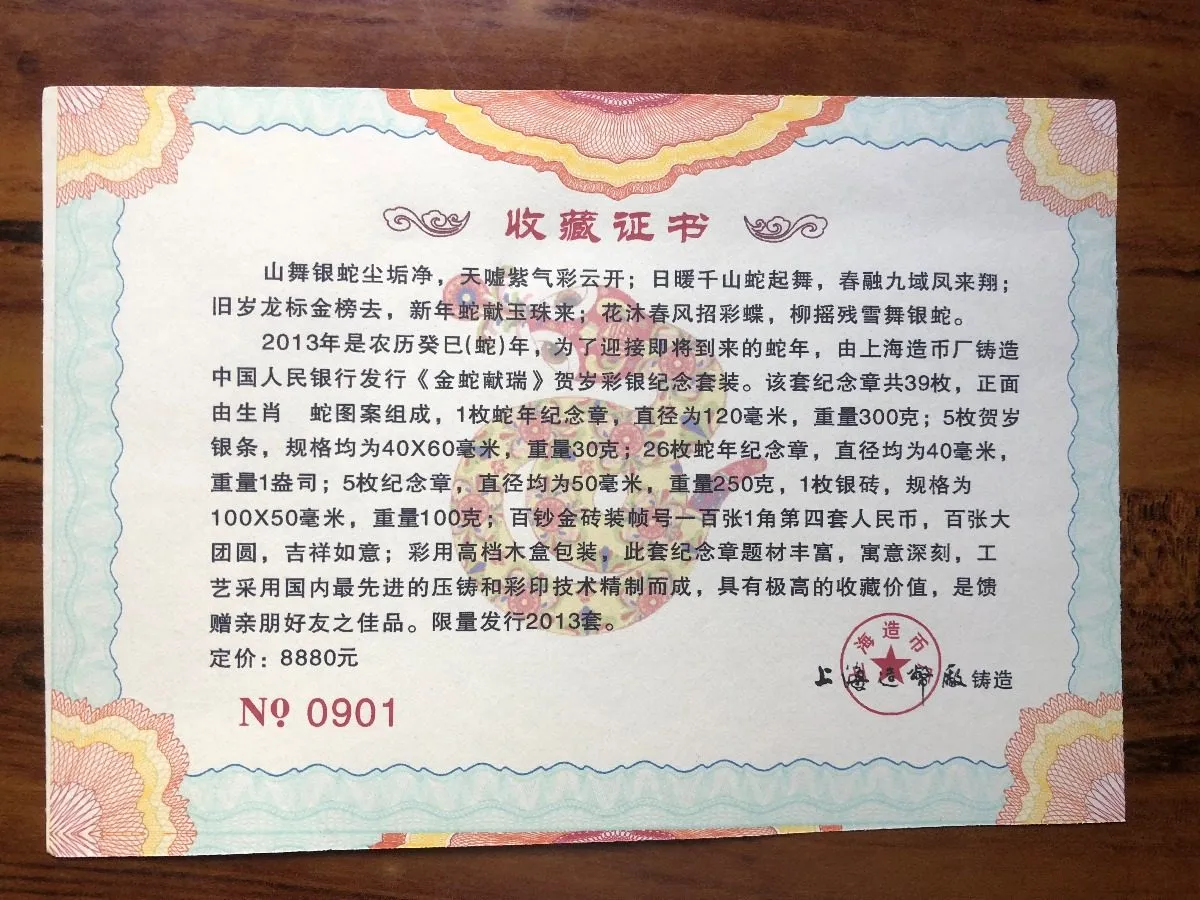 收藏证书
山舞银蛇尘垢净，天嘘紫气彩云开；日暖千山蛇起舞，春融九域凤来翔；
旧岁龙标金榜去，新年蛇献玉珠来；花沐春风招彩蝶，柳摇残雪舞银蛇。
2013年是农历癸巳(蛇)年，为了迎接即将到来的蛇年，由上海造币厂铸造
中国人民银行发行《金蛇献瑞》贺岁彩银纪念套装。该套纪念章共39枚，正面
由生肖　蛇图案组成，1枚蛇年纪念章，直径为120毫米，重量300克；5枚贺岁
银条，规格均为40X60毫米，重量30克；26枚蛇年纪念章，直径均为40毫米，
重量1盎司；5枚纪念章，直径均为50毫米，重量250克，1枚银砖，规格为
100X50毫米，重量100克；百钞金砖装帧号一百张1角第四套人民币，百张大
团圆，吉祥如意；彩用高档木盒包装，此套纪念章题材丰富，寓意深刻，工
艺采用国内最先进的压铸和彩印技术精制而成，具有极高的收藏价值，是馈
赠亲朋好友之佳品。限量发行2013套。
定价：8880元
上海造幣廠铸造
海造币
№ 0901